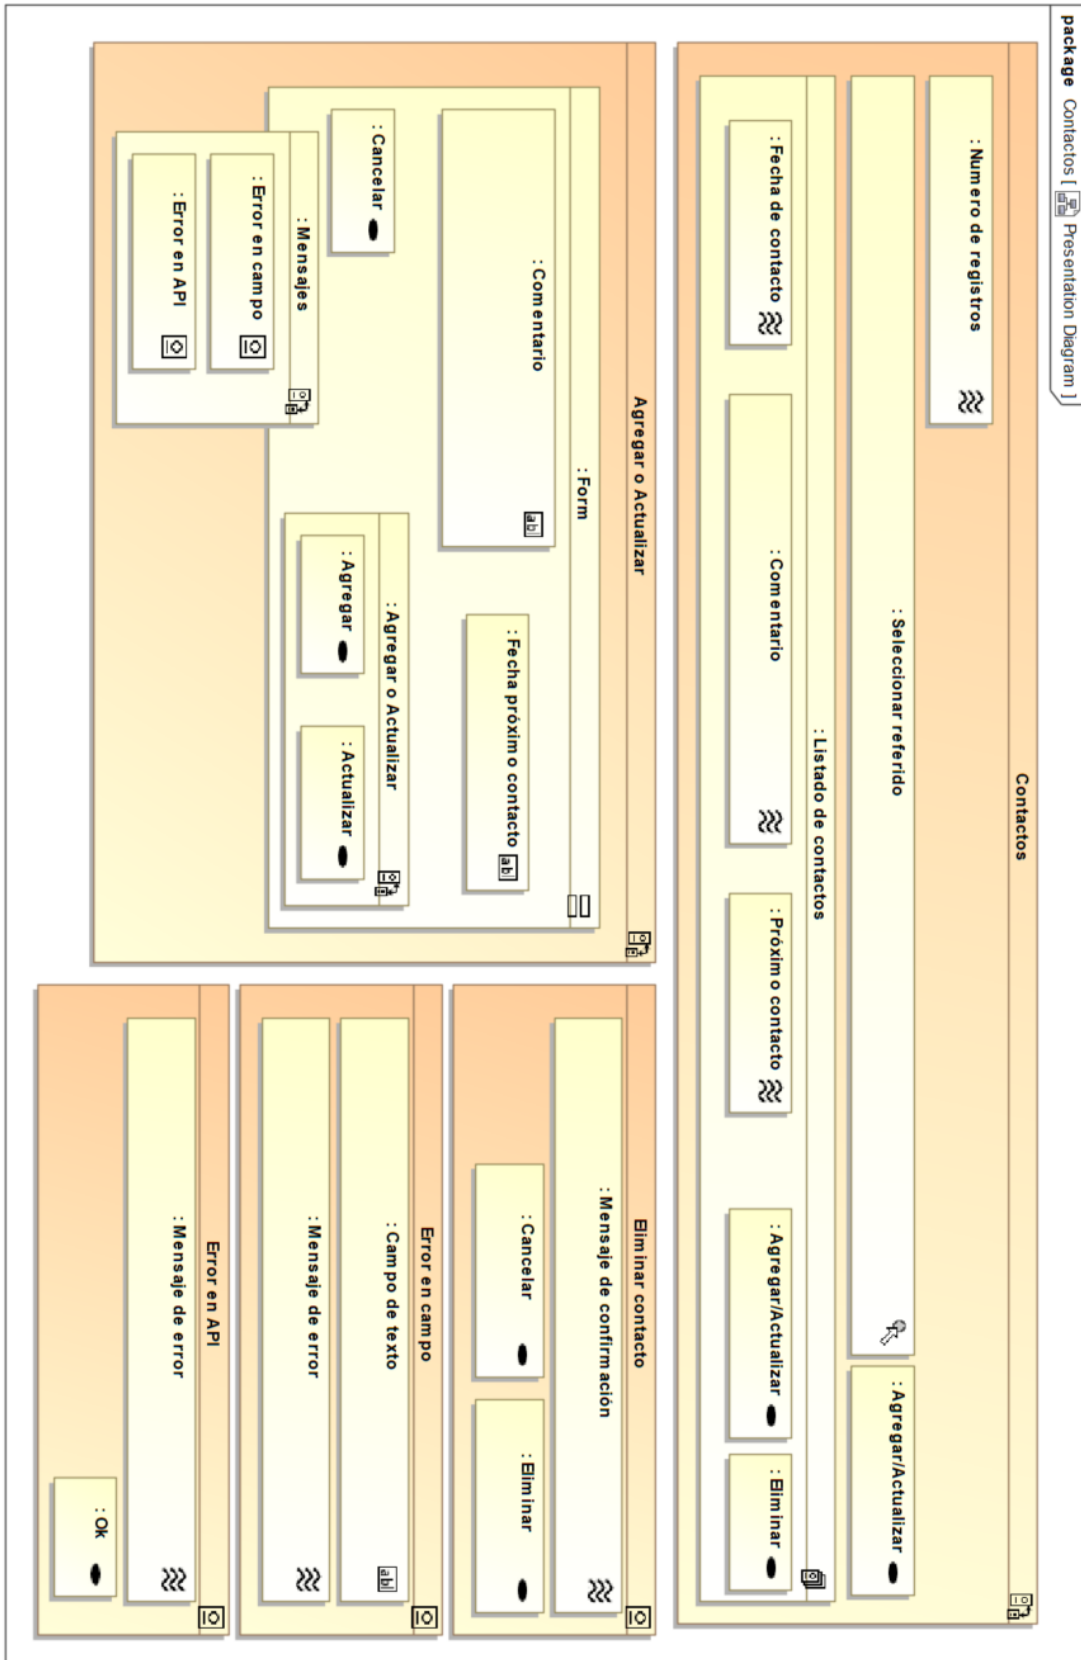 package Contactos [ Presentation Diagram ]
Contactos
: Numero de registros
: Seleccionar referido
: Agregar/Actualizar
: Listado de contactos
: Fecha de contacto
: Comentario
: Próximo contacto
: Agregar/Actualizar
: Eliminar
Agregar o Actualizar
: Form
: Comentario
ab
: Fecha próximo contacto
ab
: Cancelar
: Agregar o Actualizar
: Agregar
: Actualizar
: Mensajes
: Error en campo
: Error en API
Eliminar contacto
: Mensaje de confirmación
: Cancelar
: Eliminar
Error en campo
: Campo de texto
ab
: Mensaje de error
Error en API
: Mensaje de error
: Ok